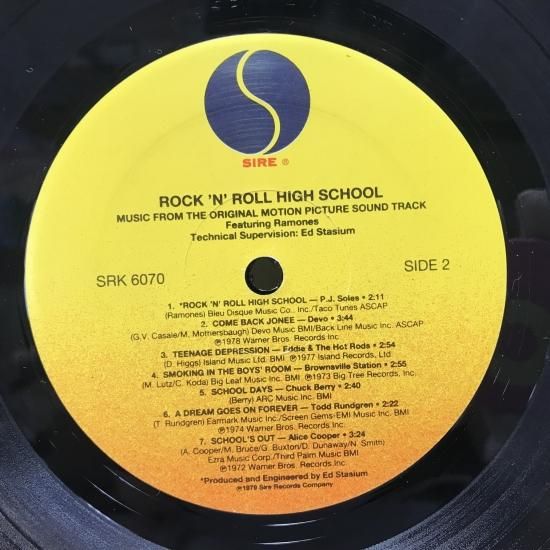 SIRE ®
ROCK 'N' ROLL HIGH SCHOOL
MUSIC FROM THE ORIGINAL MOTION PICTURE SOUND TRACK
Featuring Ramones
Technical Supervision: Ed Stasium
SRK 6070
SIDE 2
1. *ROCK 'N' ROLL HIGH SCHOOL — P.J. Soles • 2:11
(Ramones) Bleu Disque Music Co., Inc./Taco Tunes ASCAP
2. COME BACK JONEE — Devo • 3:44
(G.V. Casale/M. Mothersbaugh) Devo Music BMI/Back Line Music Inc. ASCAP
℗1978 Warner Bros. Records Inc.
3. TEENAGE DEPRESSION — Eddie & The Hot Rods • 2:54
(D. Higgs) Island Music Ltd. BMI ℗1977 Island Records, Ltd
4. SMOKING IN THE BOYS' ROOM — Brownsville Station • 2:55
(M. Lutz/C. Koda) Big Leaf Music Inc. BMI ℗1973 Big Tree Records, Inc.
5. SCHOOL DAYS — Chuck Berry • 2:40
(Berry) ARC Music Inc. BMI
6. A DREAM GOES ON FOREVER — Todd Rundgren • 2:22
(T. Rundgren) Earmark Music Inc./Screen Gems-EMI Music Inc. BMI
℗1974 Warner Bros. Records Inc.
7. SCHOOL'S OUT — Alice Cooper • 3:24
(A. Cooper/M. Bruce/G. Buxton/D. Dunaway/N. Smith)
Ezra Music Corp./Third Palm Music BMI
℗1972 Warner Bros. Records Inc.
*Produced and Engineered by Ed Stasium
℗1979 Sire Records Company